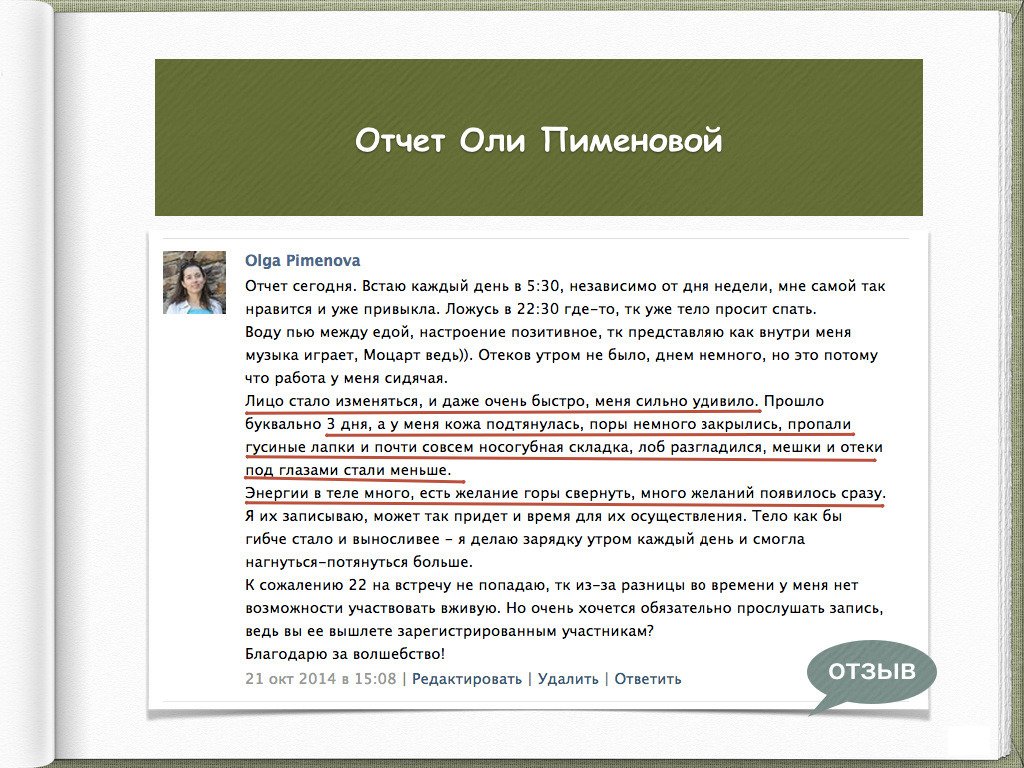 Отчет Оли Пименовой
Olga Pimenova
Отчет сегодня. Встаю каждый день в 5:30, независимо от дня недели, мне самой так
нравится и уже привыкла. Ложусь в 22:30 где-то, тк уже тело просит спать.
Воду пью между едой, настроение позитивное, тк представляю как внутри меня
музыка играет, Моцарт ведь)). Отеков утром не было, днем немного, но это потому
что работа у меня сидячая.
Лицо стало изменяться, и даже очень быстро, меня сильно удивило. Прошло
буквально 3 дня, а у меня кожа подтянулась, поры немного закрылись, пропали
гусиные лапки и почти совсем носогубная складка, лоб разгладился, мешки и отеки
под глазами стали меньше.
Энергии в теле много, есть желание горы свернуть, много желаний появилось сразу.
Я их записываю, может так придет и время для их осуществления. Тело как бы
гибче стало и выносливее – я делаю зарядку утром каждый день и смогла
нагнуться-потянуться больше.
К сожалению 22 на встречу не попадаю, тк из-за разницы во времени у меня нет
возможности участвовать вживую. Но очень хочется обязательно прослушать запись,
ведь вы ее вышлете зарегистрированным участникам?
Благодарю за волшебство!
21 окт 2014 в 15:08 | Редактировать | Удалить | Ответить
ОТЗЫВ